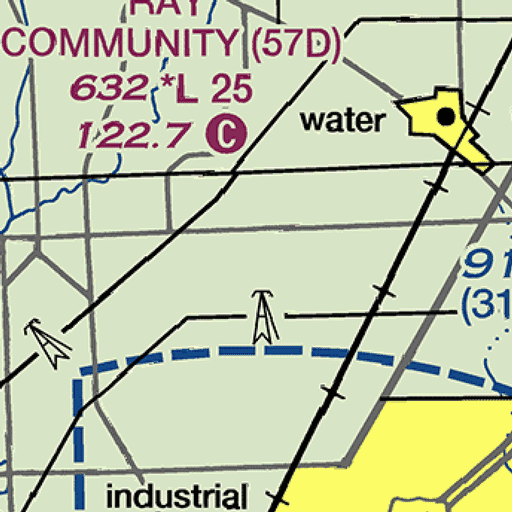 RAY
COMMUNITY (57D)
632 *L 25
122.7 C
water
91
(31
industrial